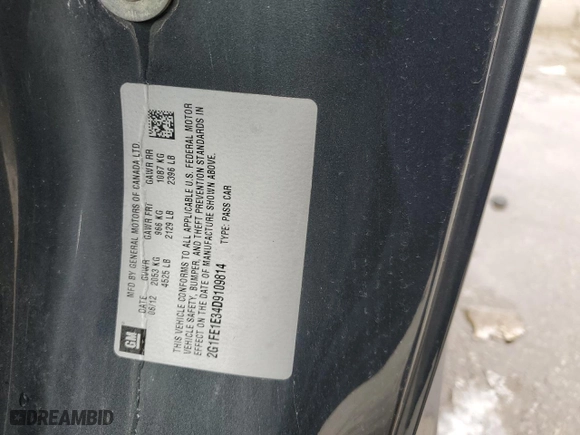 MFD BY GENERAL MOTORS OF CANADA LTD
DATE GVWR GAWR FRT GAWR RR
06/12 2053 KG 966 KG 1087 KG
4525 LB 2129 LB 2396 LB
THIS VEHICLE CONFORMS TO ALL APPLICABLE U.S. FEDERAL MOTOR
VEHICLE SAFETY, BUMPER, AND THEFT PREVENTION STANDARDS IN
EFFECT ON THE DATE OF MANUFACTURE SHOWN ABOVE.
2G1FE1E34D9109814 TYPE: PASS CAR
GM
DREAMBID